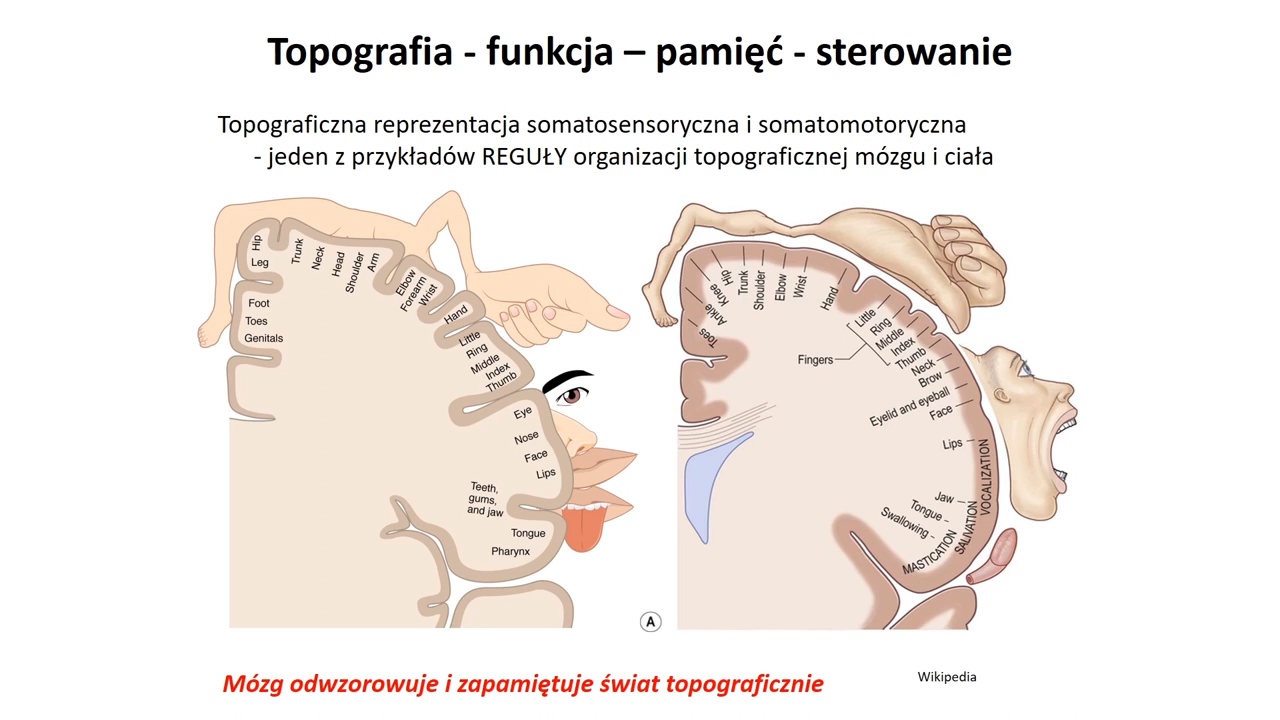 Topografia - funkcja – pamięć - sterowanie
Topograficzna reprezentacja somatosensoryczna i somatomotoryczna
- jeden z przykładów REGUŁY organizacji topograficznej mózgu i ciała
Hip
Leg
Trunk
Neck
Head
Shoulder
Arm
Elbow
Forearm
Wrist
Hand
Little
Ring
Middle
Index
Thumb
Foot
Toes
Genitals
Eye
Nose
Face
Lips
Teeth,
gums,
and jaw
Tongue
Pharynx
A
Toes
Ankle
Knee
Hip
Trunk
Shoulder
Elbow
Wrist
Hand
Fingers
Little
Ring
Middle
Index
Thumb
Neck
Brow
Eyelid and eyeball
Face
Lips
Jaw
Tongue
Swallowing
VOCALIZATION
SALIVATION
MASTICATION
Mózg odwzorowuje i zapamiętuje świat topograficznie
Wikipedia